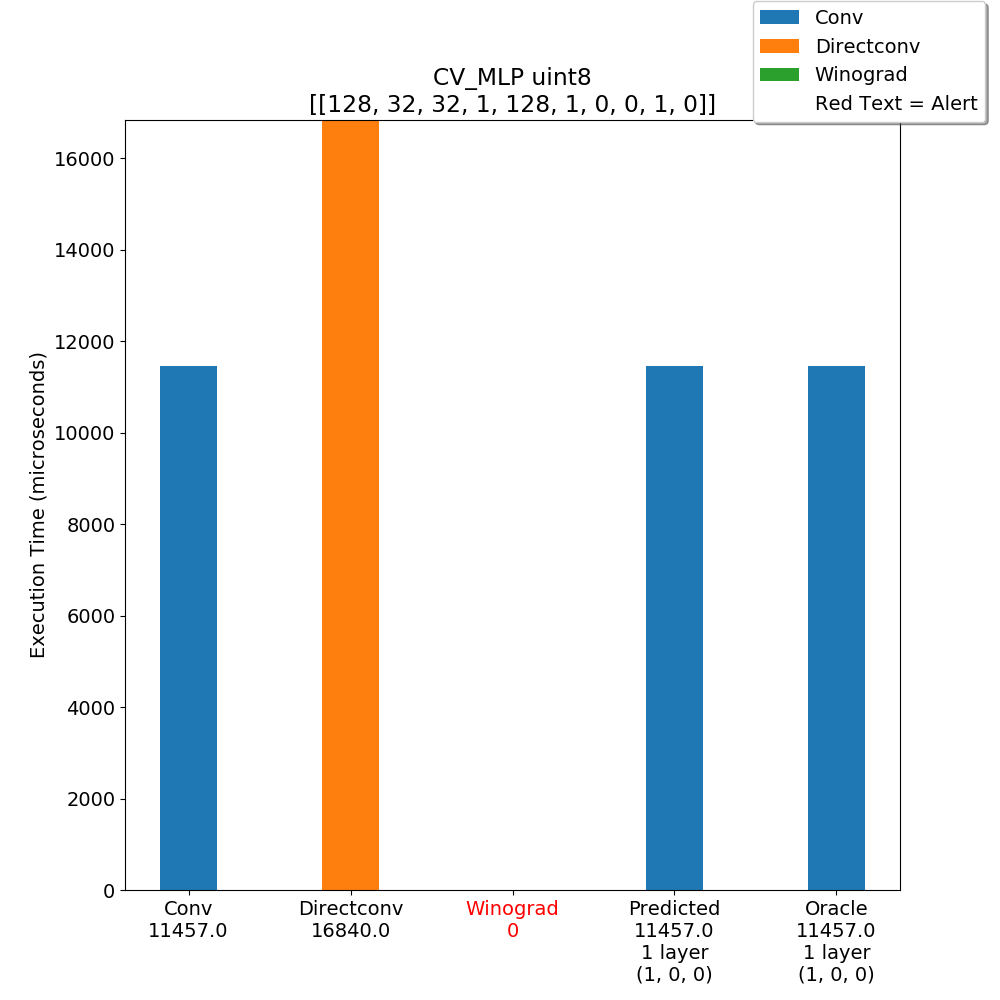 Conv
Directconv
Winograd
Red Text = Alert
CV_MLP uint8
[[128, 32, 32, 1, 128, 1, 0, 0, 1, 0]]
Execution Time (microseconds)
16000
14000
12000
10000
8000
6000
4000
2000
0
Conv
11457.0
Directconv
16840.0
Winograd
0
Predicted
11457.0
1 layer
(1, 0, 0)
Oracle
11457.0
1 layer
(1, 0, 0)